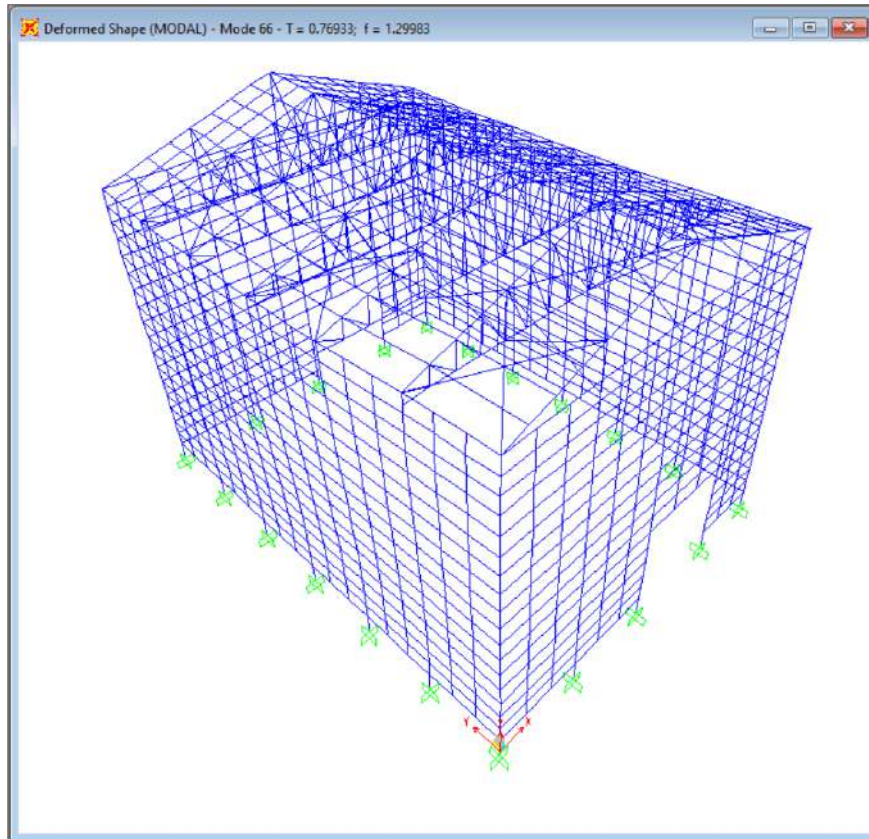 Deformed Shape (MODAL) - Mode 66 - T = 0.76933; f = 1.29983
Y
X